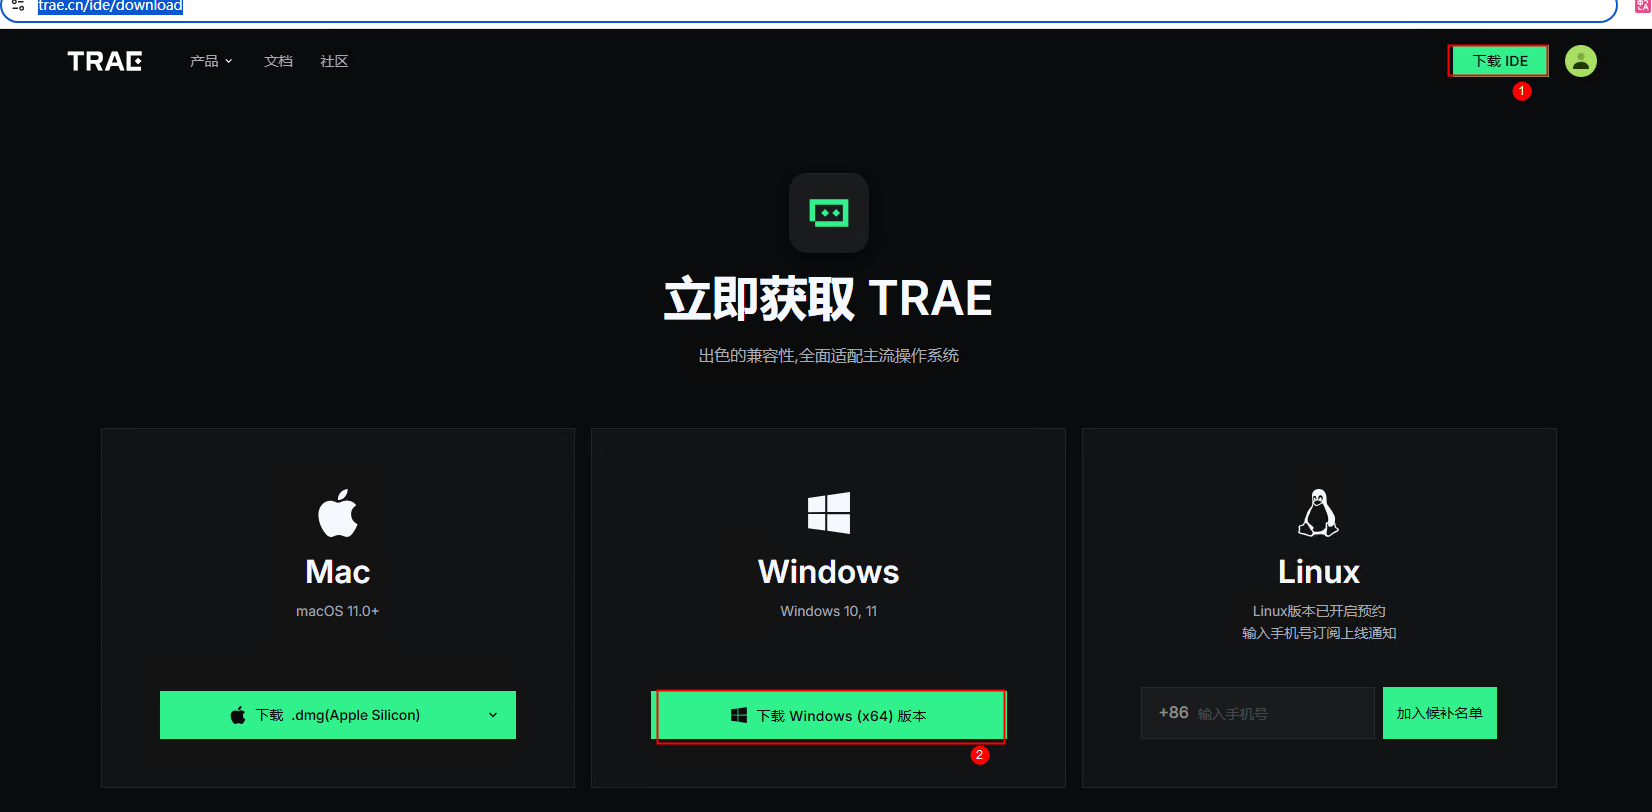 trae.cn/ide/download
TRAE
产品
文档
社区
下载 IDE
1
立即获取 TRAE
出色的兼容性,全面适配主流操作系统
Mac
macOS 11.0+
下载 .dmg(Apple Silicon)
Windows
Windows 10, 11
下载 Windows (x64) 版本
2
Linux
Linux版本已开启预约
输入手机号订阅上线通知
+86 输入手机号
加入候补名单